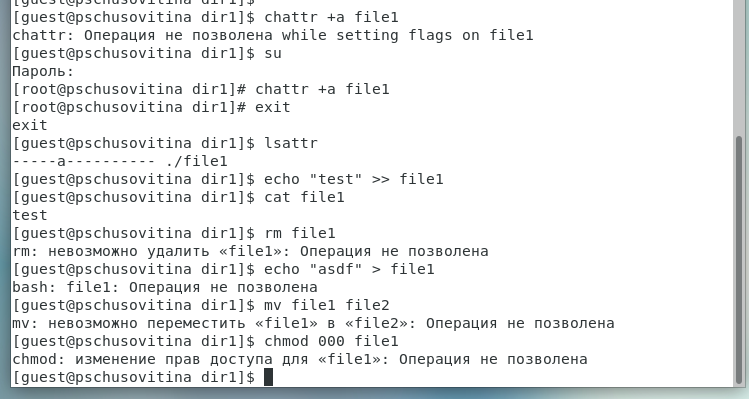 [guest@pschusovitina dir1]$
[guest@pschusovitina dir1]$ chattr +a file1
chattr: Операция не позволена while setting flags on file1
[guest@pschusovitina dir1]$ su
Пароль:
[root@pschusovitina dir1]# chattr +a file1
[root@pschusovitina dir1]# exit
exit
[guest@pschusovitina dir1]$ lsattr
-----a---------- ./file1
[guest@pschusovitina dir1]$ echo "test" >> file1
[guest@pschusovitina dir1]$ cat file1
test
[guest@pschusovitina dir1]$ rm file1
rm: невозможно удалить «file1»: Операция не позволена
[guest@pschusovitina dir1]$ echo "asdf" > file1
bash: file1: Операция не позволена
[guest@pschusovitina dir1]$ mv file1 file2
mv: невозможно переместить «file1» в «file2»: Операция не позволена
[guest@pschusovitina dir1]$ chmod 000 file1
chmod: изменение прав доступа для «file1»: Операция не позволена
[guest@pschusovitina dir1]$